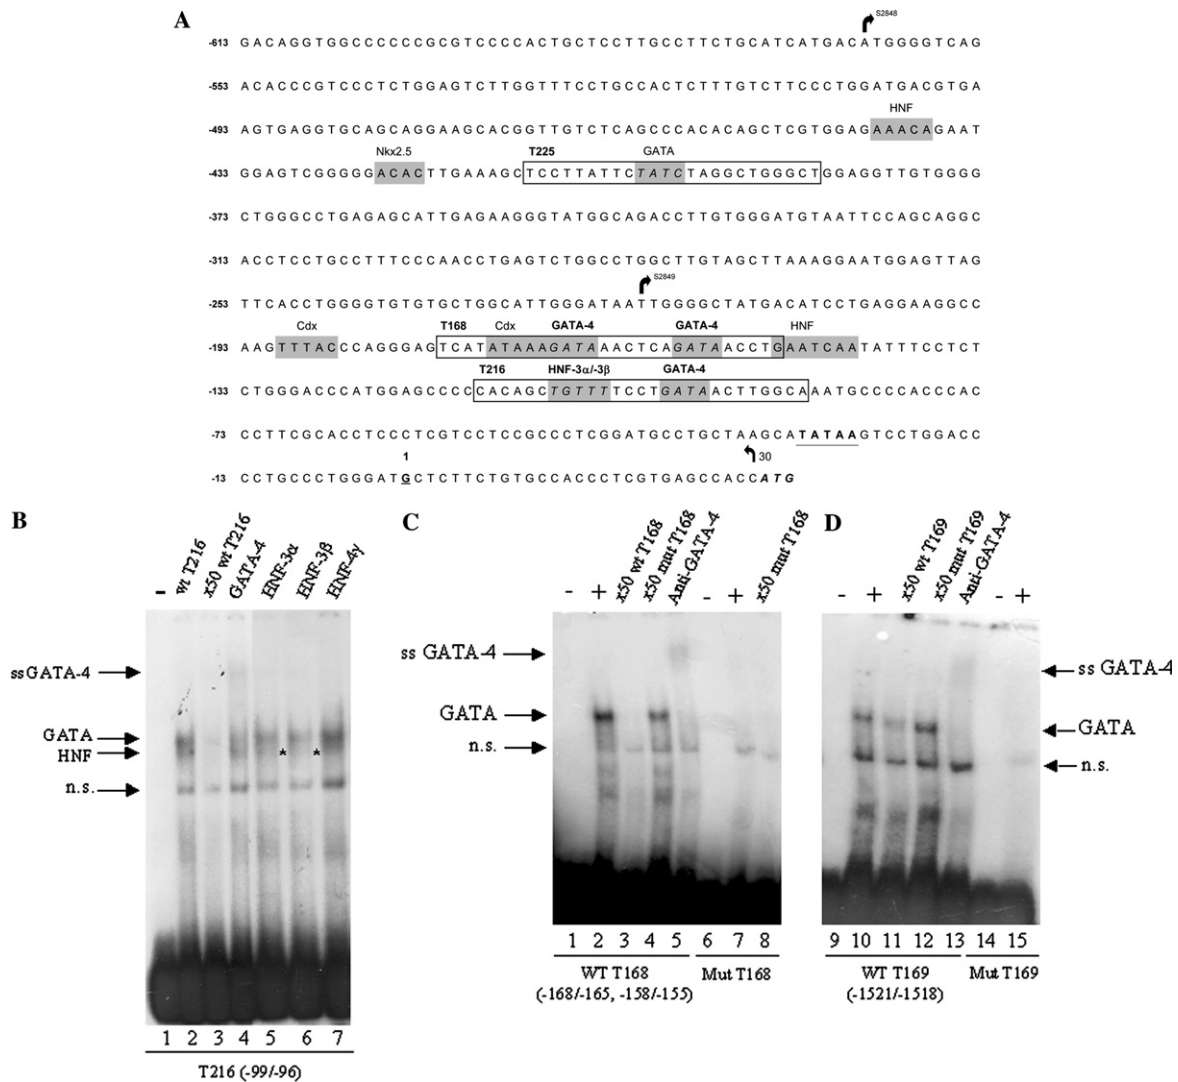 A
S2848
-613 GACAGGTGGCCCCCCGCGTCCCCACTGCTCCTTGCCTTCTGCATCATGACATGGGGTCAG
-553 ACACCCGTCCCTCTGGAGTCTTGGTTTCCTGCCACTCTTTGTCTTCCCTGGATGACGTGA
HNF
-493 AGTGAGGTGCAGCAGGAAGCACGGTTGTCTCAGCCCACACAGCTCGTGGAGAAACAGAAT
Nkx2.5 T225 GATA
-433 GGAGTCGGGGGACACTTGAAAGCTCCTTATTCTATCTAGGCTGGGCTGGAGGTTGTGGGG
-373 CTGGGCCTGAGAGCATTGAGAAGGGTATGGCAGACCTTGTGGGATGTAATTCCAGCAGGC
-313 ACCTCCTGCCTTTCCCAACCTGAGTCTGGCCTGGCTTGTAGCTTAAAGGAATGGAGTTAG
S2849
-253 TTCACCTGGGGTGTGTGCTGGCATTGGGATAATTGGGGCTATGACATCCTGAGGAAGGCC
Cdx T168 Cdx GATA-4 GATA-4 HNF
-193 AAGTTTACCCAGGGAGTCATATAAAGATAAACTCAGATAACCTGAATCAATATTTCCTCT
T216 HNF-3α/-3β GATA-4
-133 CTGGGACCATGGAGCCCCCACAGCTGTTTTCCTGATAACTTGGCAAATGCCCCACCCAC
-73 CCTTCGCACCTCCCTCGTCCTCCGCCCTCGGATGCCTGCTAAGCATATAAGTCCTGGACC
1 30
-13 CCTGCCCTGGGATGCTCTTCTGTGCCACCCTCGTGAGCCACCATG
B
- wt T216 x50 wt T216 GATA-4 HNF-3α HNF-3β HNF-4γ
ssGATA-4
GATA
HNF * *
n.s.
1 2 3 4 5 6 7
T216 (-99/-96)
C
- + x50 wt T168 x50 mut T168 Anti-GATA-4 - + x50 mut T168
ss GATA-4
GATA
n.s.
1 2 3 4 5 6 7 8
WT T168 Mut T168
(-168/-165, -158/-155)
D
- + x50 wt T169 x50 mut T169 Anti-GATA-4 - +
ss GATA-4
GATA
n.s.
9 10 11 12 13 14 15
WT T169 Mut T169
(-1521/-1518)